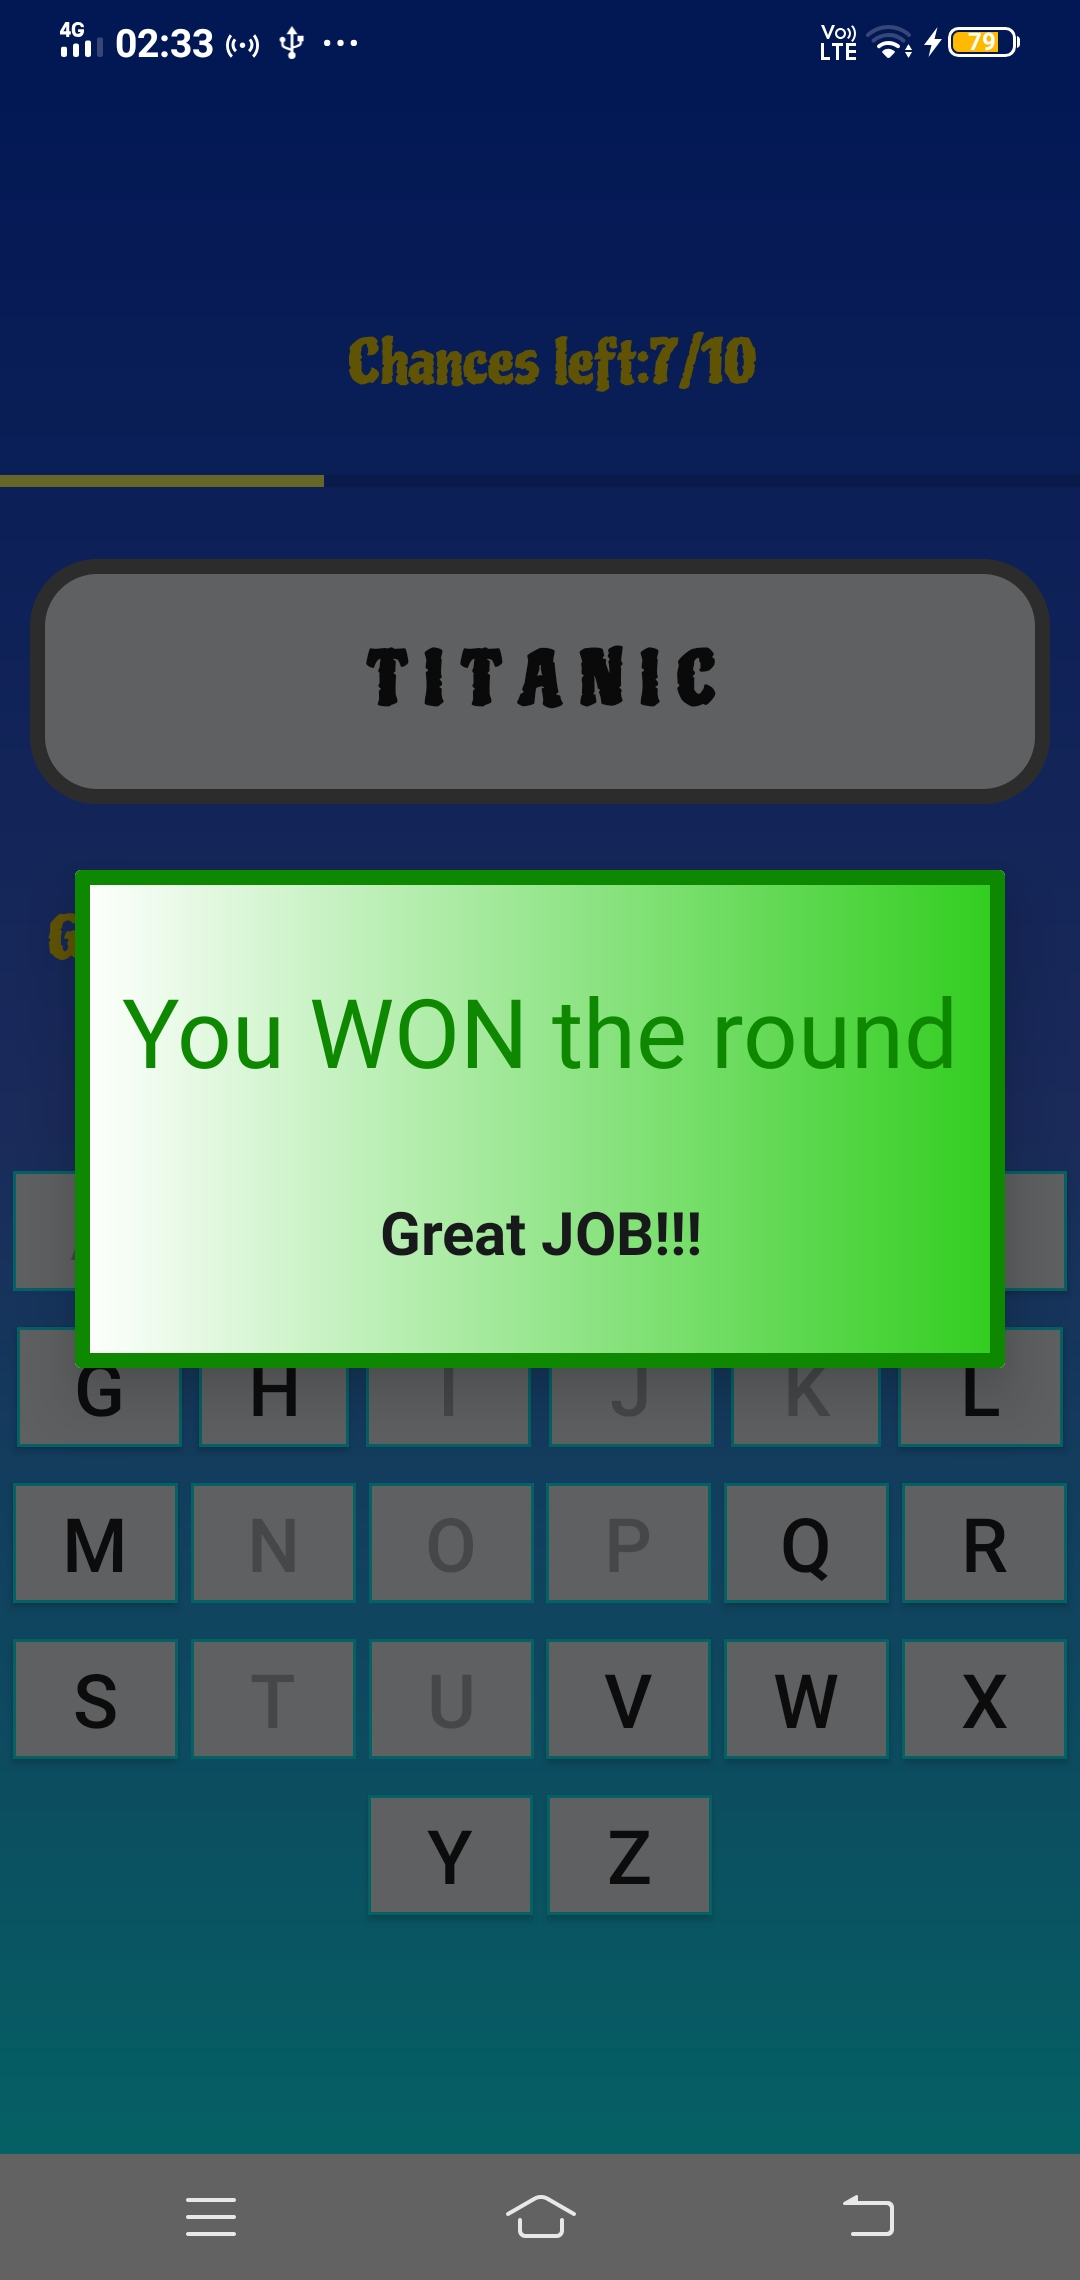 4G 02:33 Vo)) LTE 79
Chances left:7/10
TITANIC
G
You WON the round
Great JOB!!!
G H I J K L
M N O P Q R
S T U V W X
Y Z